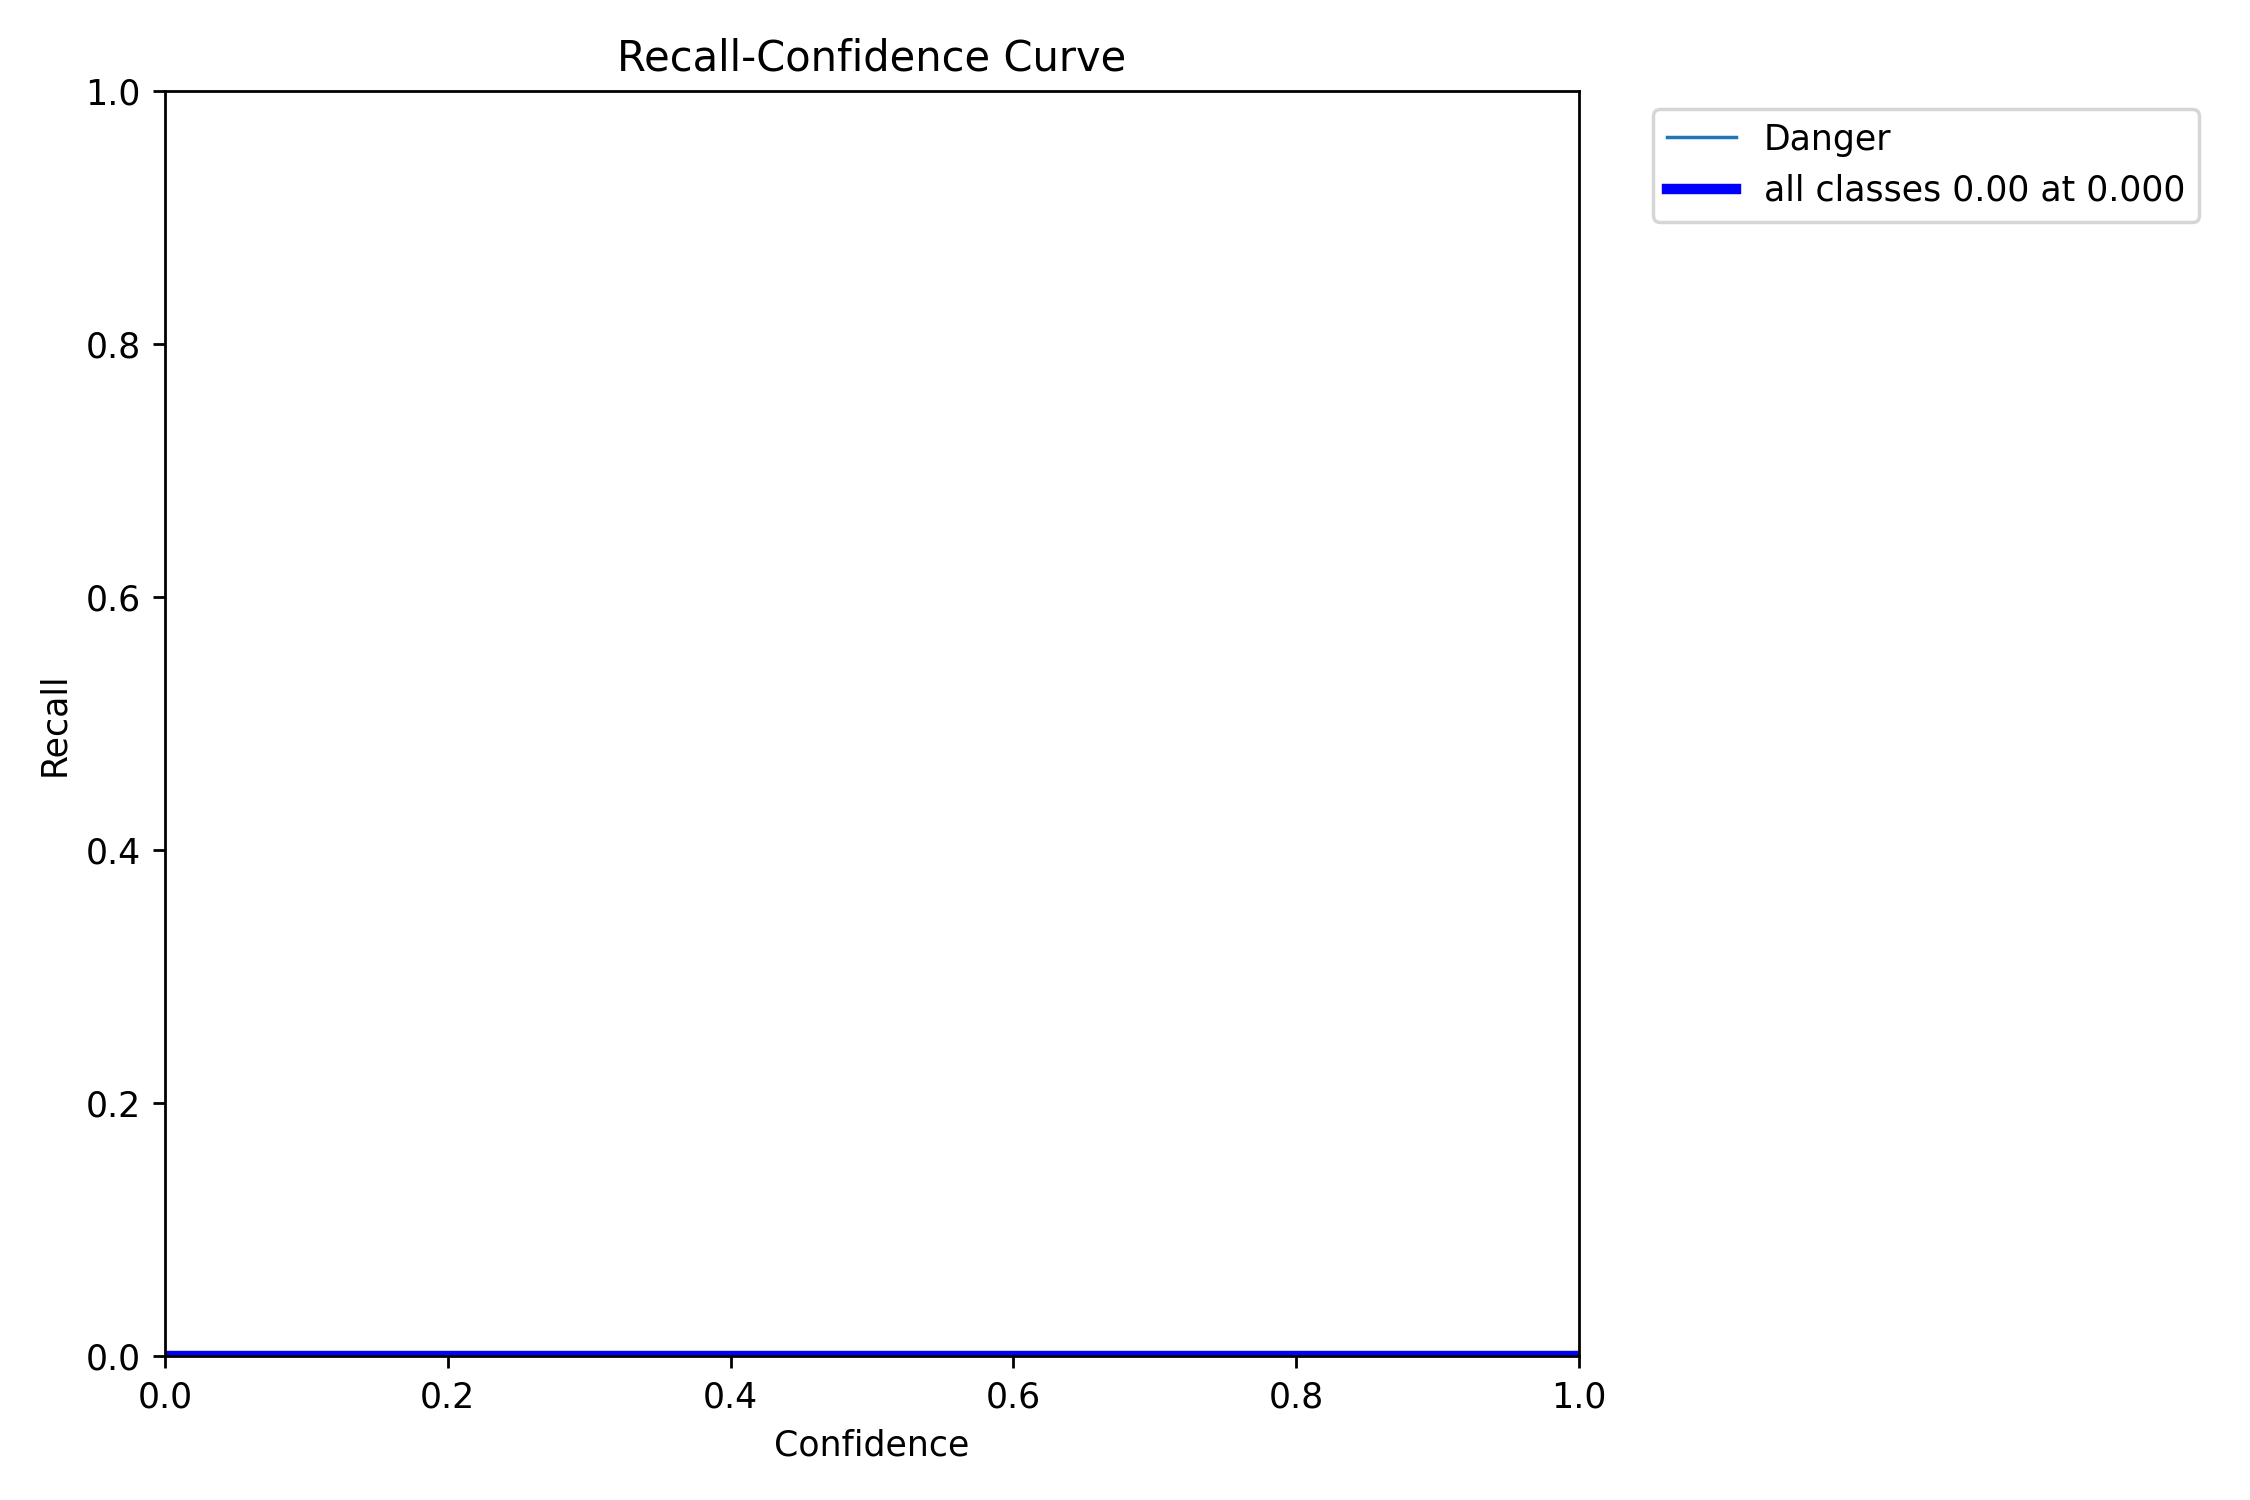 Recall-Confidence Curve
1.0
0.8
0.6
0.4
0.2
0.0
Recall
0.0 0.2 0.4 0.6 0.8 1.0
Confidence
Danger
all classes 0.00 at 0.000